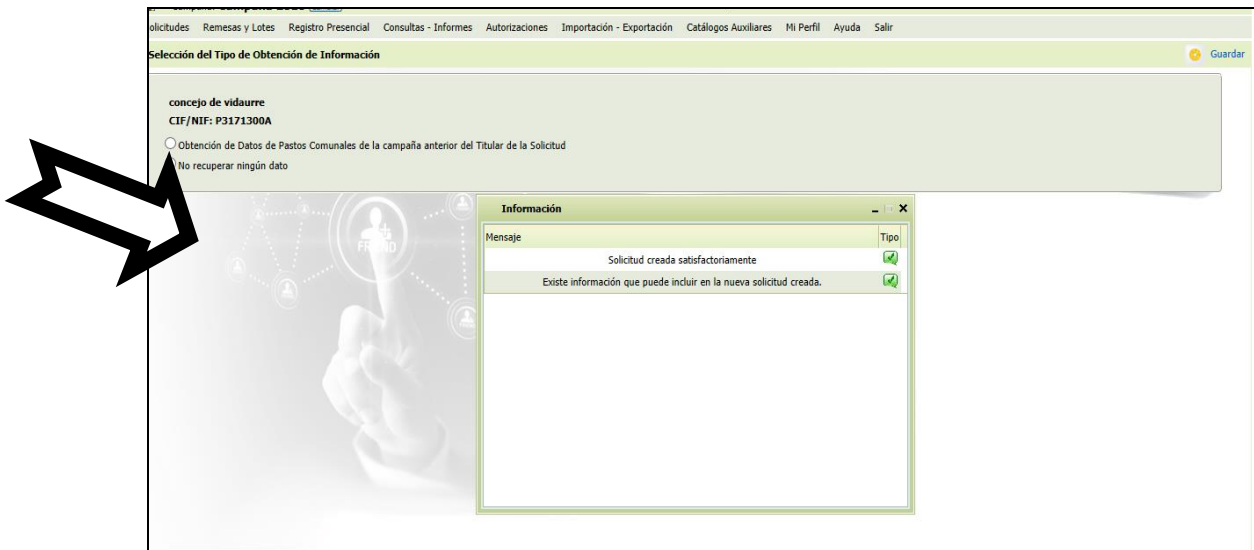 Solicitudes Remesas y Lotes Registro Presencial Consultas - Informes Autorizaciones Importación - Exportación Catálogos Auxiliares Mi Perfil Ayuda Salir
Selección del Tipo de Obtención de Información Guardar
concejo de vidaurre
CIF/NIF: P3171300A
Obtención de Datos de Pastos Comunales de la campaña anterior del Titular de la Solicitud
No recuperar ningún dato
Información
Mensaje Tipo
Solicitud creada satisfactoriamente
Existe información que puede incluir en la nueva solicitud creada.